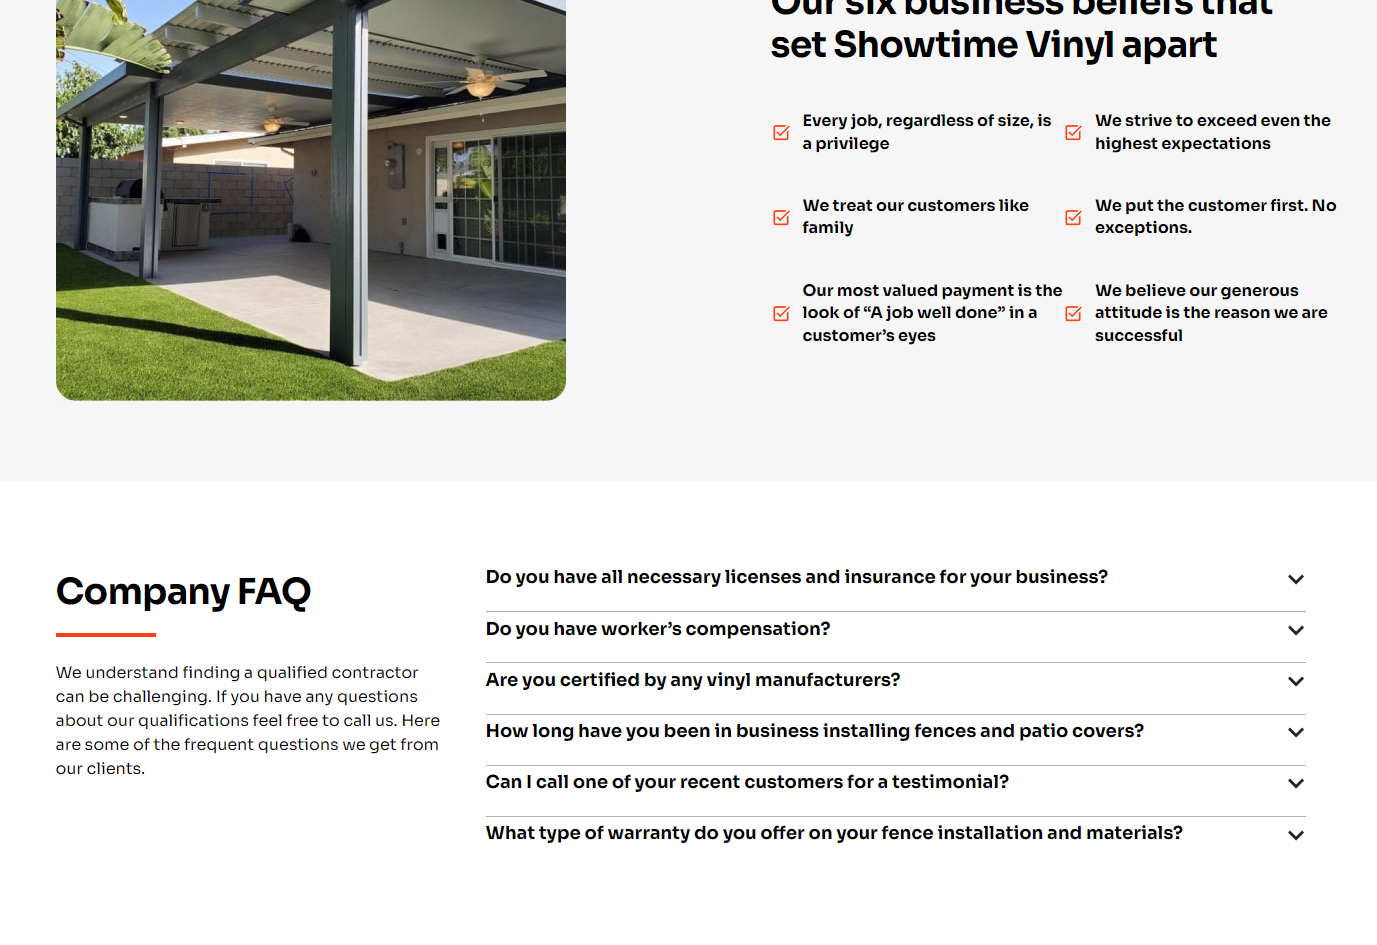 Our six business beliefs that
set Showtime Vinyl apart
Every job, regardless of size, is
a privilege
We strive to exceed even the
highest expectations
We treat our customers like
family
We put the customer first. No
exceptions.
Our most valued payment is the
look of “A job well done” in a
customer’s eyes
We believe our generous
attitude is the reason we are
successful
Company FAQ
We understand finding a qualified contractor
can be challenging. If you have any questions
about our qualifications feel free to call us. Here
are some of the frequent questions we get from
our clients.
Do you have all necessary licenses and insurance for your business?
Do you have worker’s compensation?
Are you certified by any vinyl manufacturers?
How long have you been in business installing fences and patio covers?
Can I call one of your recent customers for a testimonial?
What type of warranty do you offer on your fence installation and materials?